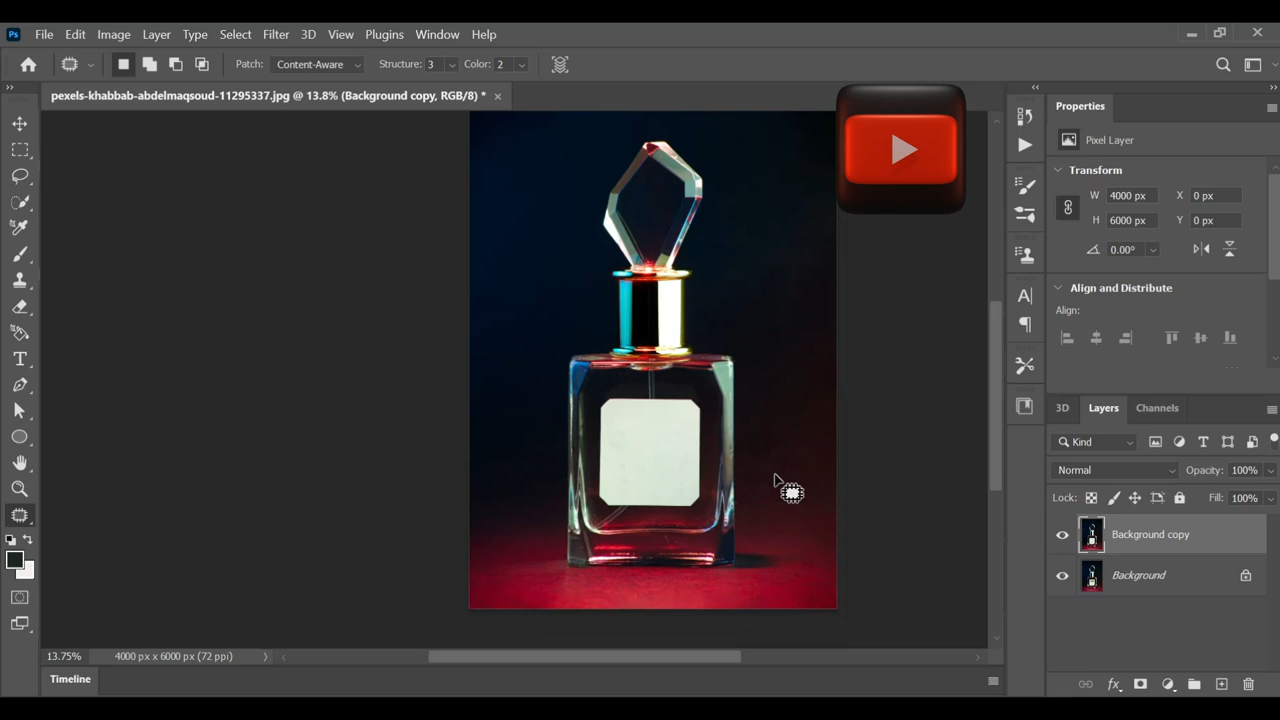 Ps File Edit Image Layer Type Select Filter 3D View Plugins Window Help
Patch: Content-Aware Structure: 3 Color: 2
pexels-khabbab-abdelmaqsoud-11295337.jpg @ 13.8% (Background copy, RGB/8) *
Properties
Pixel Layer
Transform
W 4000 px X 0 px
H 6000 px Y 0 px
0.00°
Align and Distribute
Align:
3D Layers Channels
Kind
Normal Opacity: 100%
Lock: Fill: 100%
Background copy
Background
13.75% 4000 px x 6000 px (72 ppi)
Timeline